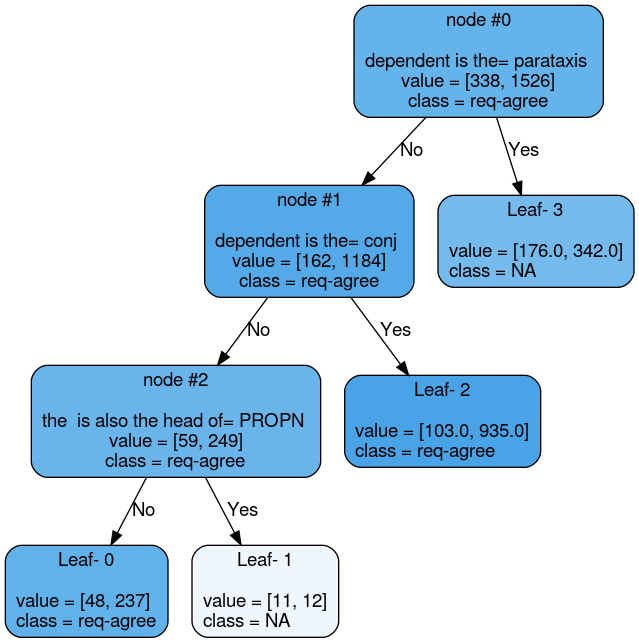 node #0
dependent is the= parataxis
value = [338, 1526]
class = req-agree
No
Yes
node #1
dependent is the= conj
value = [162, 1184]
class = req-agree
Leaf- 3
value = [176.0, 342.0]
class = NA
No
Yes
node #2
the  is also the head of= PROPN
value = [59, 249]
class = req-agree
Leaf- 2
value = [103.0, 935.0]
class = req-agree
No
Yes
Leaf- 0
value = [48, 237]
class = req-agree
Leaf- 1
value = [11, 12]
class = NA